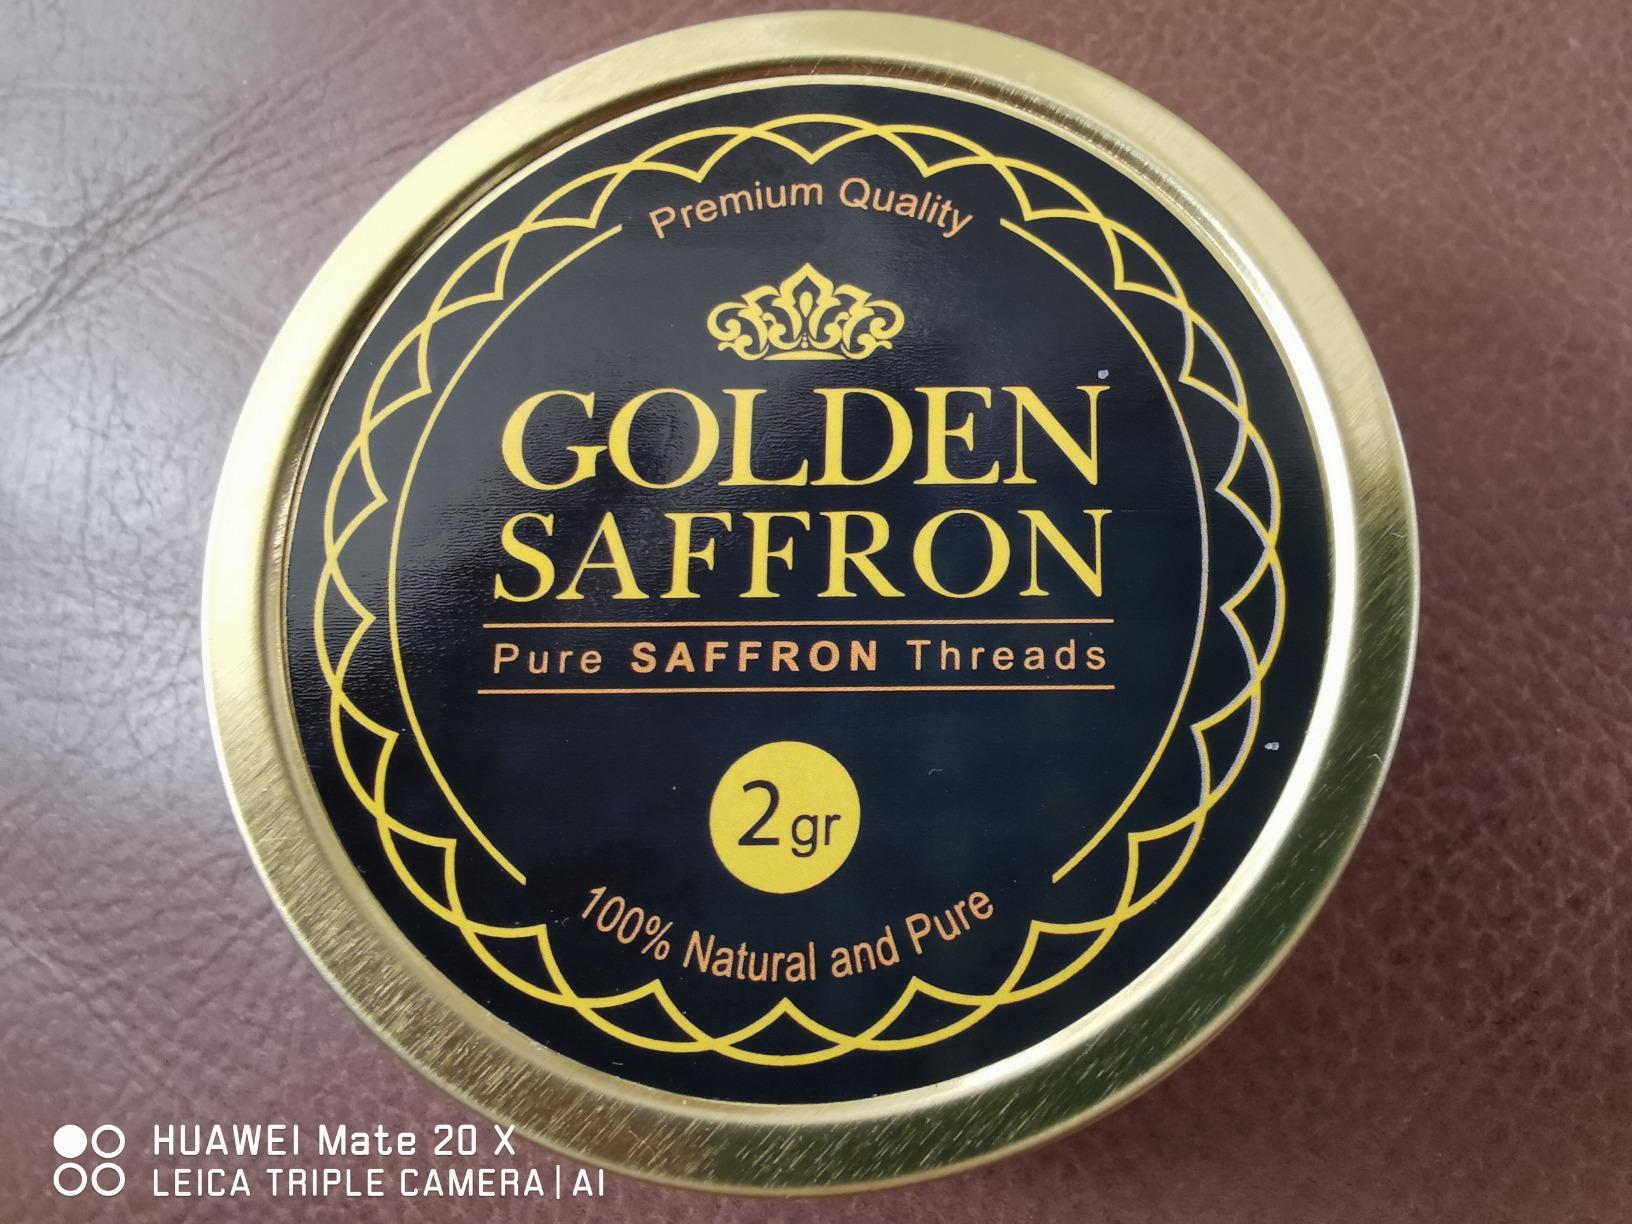 Premium Quality
GOLDEN
SAFFRON
Pure SAFFRON Threads
2gr
100% Natural and Pure
HUAWEI Mate 20 X
LEICA TRIPLE CAMERA | AI